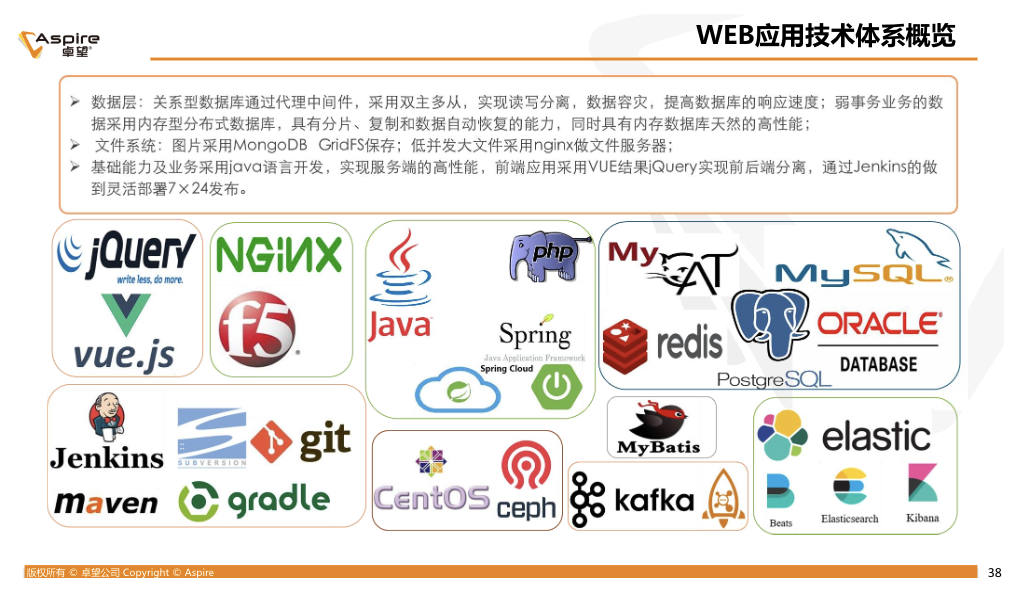 Aspire
卓望®
WEB应用技术体系概览
➢ 数据层：关系型数据库通过代理中间件，采用双主多从，实现读写分离，数据容灾，提高数据库的响应速度；弱事务业务的数
据采用内存型分布式数据库，具有分片、复制和数据自动恢复的能力，同时具有内存数据库天然的高性能；
➢ 文件系统：图片采用MongoDB GridFS保存；低并发大文件采用nginx做文件服务器；
➢ 基础能力及业务采用java语言开发，实现服务端的高性能，前端应用采用VUE结果jQuery实现前后端分离，通过Jenkins的做
到灵活部署7×24发布。
jQuery
write less, do more.
vue.js
NGiNX
f5®
Java™
php
Spring
Java Application Framework
Spring Cloud
MyCAT
MySQL®
redis
PostgreSQL
ORACLE®
DATABASE
Jenkins
SUBVERSION
git
maven
gradle
CentOS
ceph
MyBatis
kafka
elastic
Beats
Elasticsearch
Kibana
版权所有 © 卓望公司 Copyright © Aspire
38